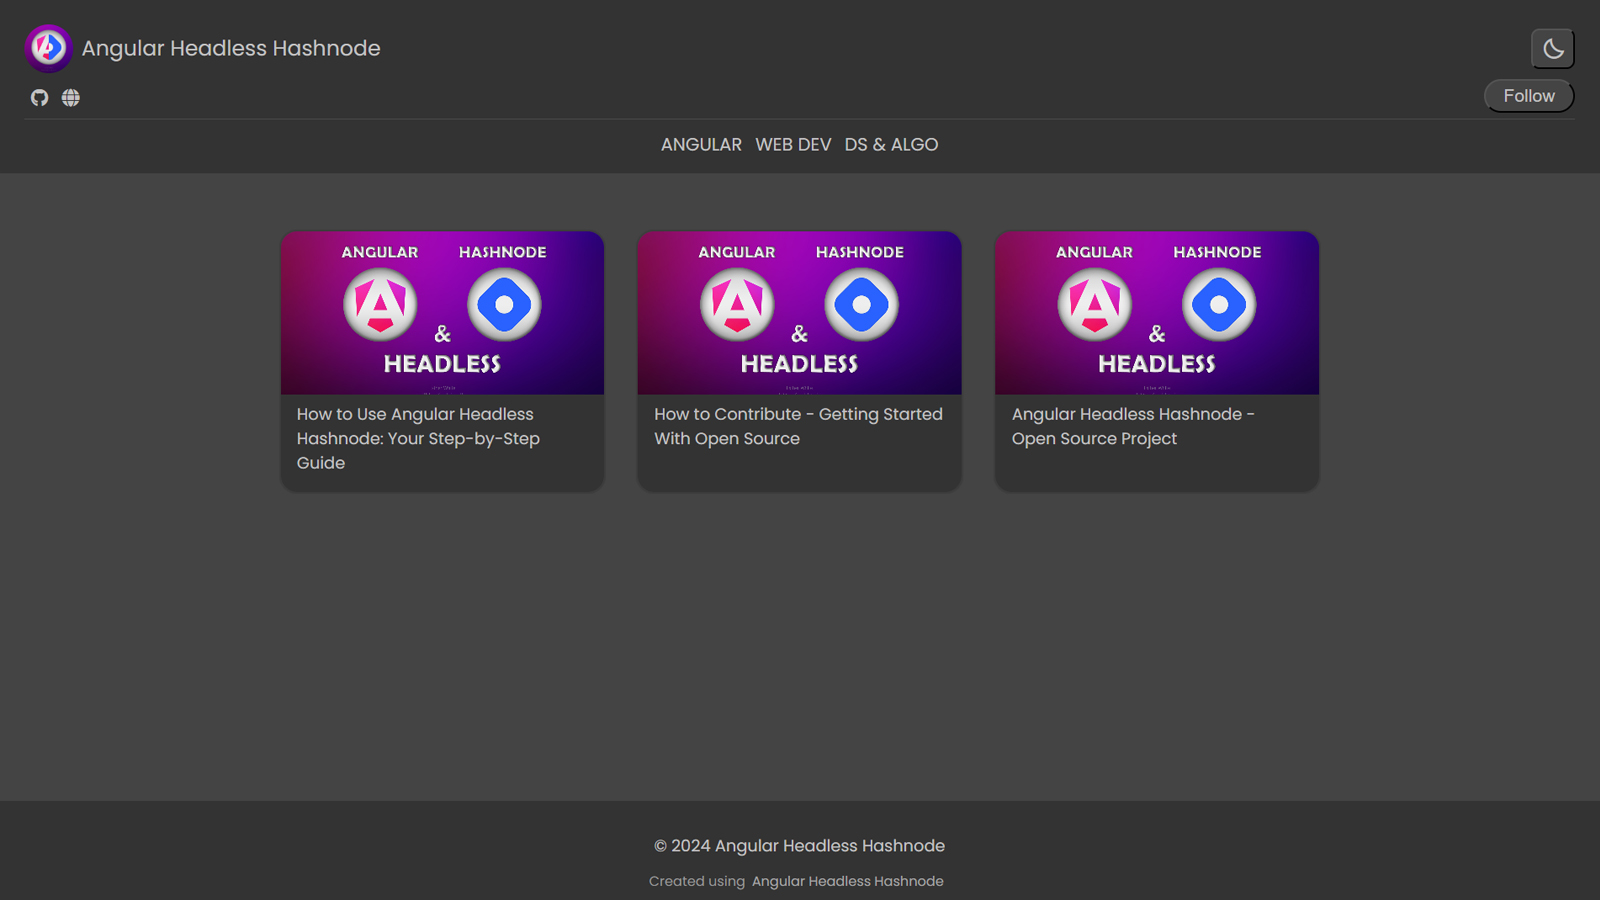 Angular Headless Hashnode
Follow
ANGULAR WEB DEV DS & ALGO
ANGULAR HASHNODE
&
HEADLESS
How to Use Angular Headless
Hashnode: Your Step-by-Step
Guide
ANGULAR HASHNODE
&
HEADLESS
How to Contribute - Getting Started
With Open Source
ANGULAR HASHNODE
&
HEADLESS
Angular Headless Hashnode -
Open Source Project
© 2024 Angular Headless Hashnode
Created using Angular Headless Hashnode